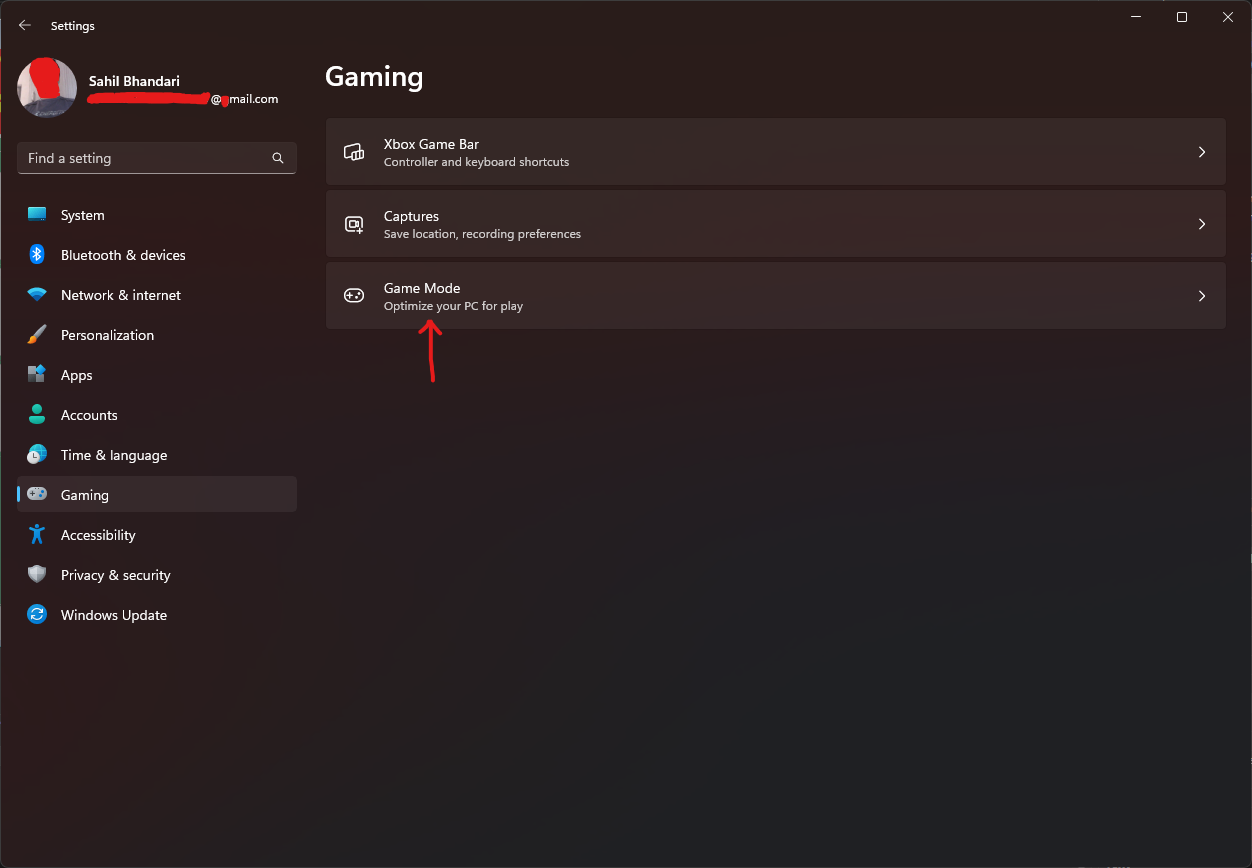 Settings
Sahil Bhandari
@ mail.com
Find a setting
System
Bluetooth & devices
Network & internet
Personalization
Apps
Accounts
Time & language
Gaming
Accessibility
Privacy & security
Windows Update
Gaming
Xbox Game Bar
Controller and keyboard shortcuts
Captures
Save location, recording preferences
Game Mode
Optimize your PC for play